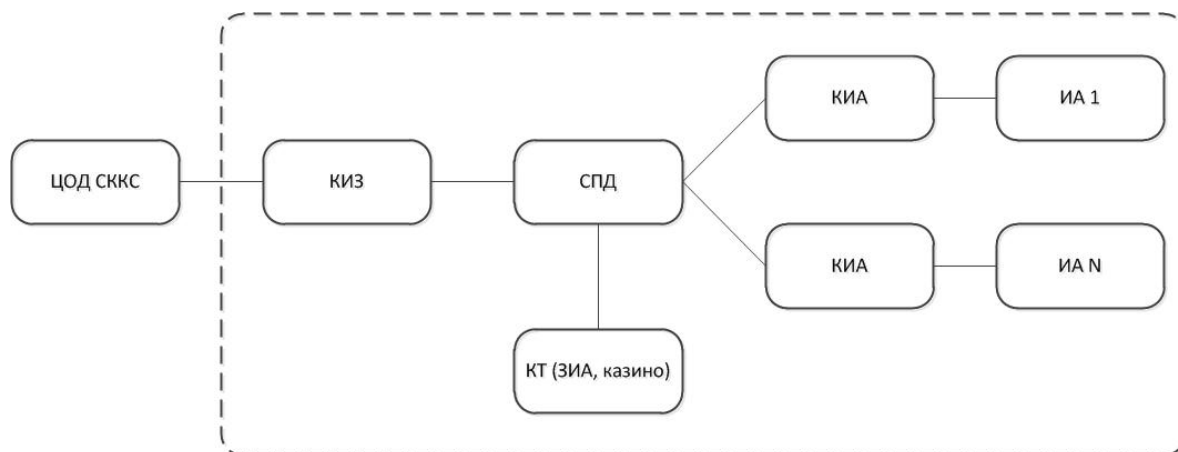 КИА
ИА 1
ЦОД СККС
КИЗ
СПД
КИА
ИА N
КТ (ЗИА, казино)